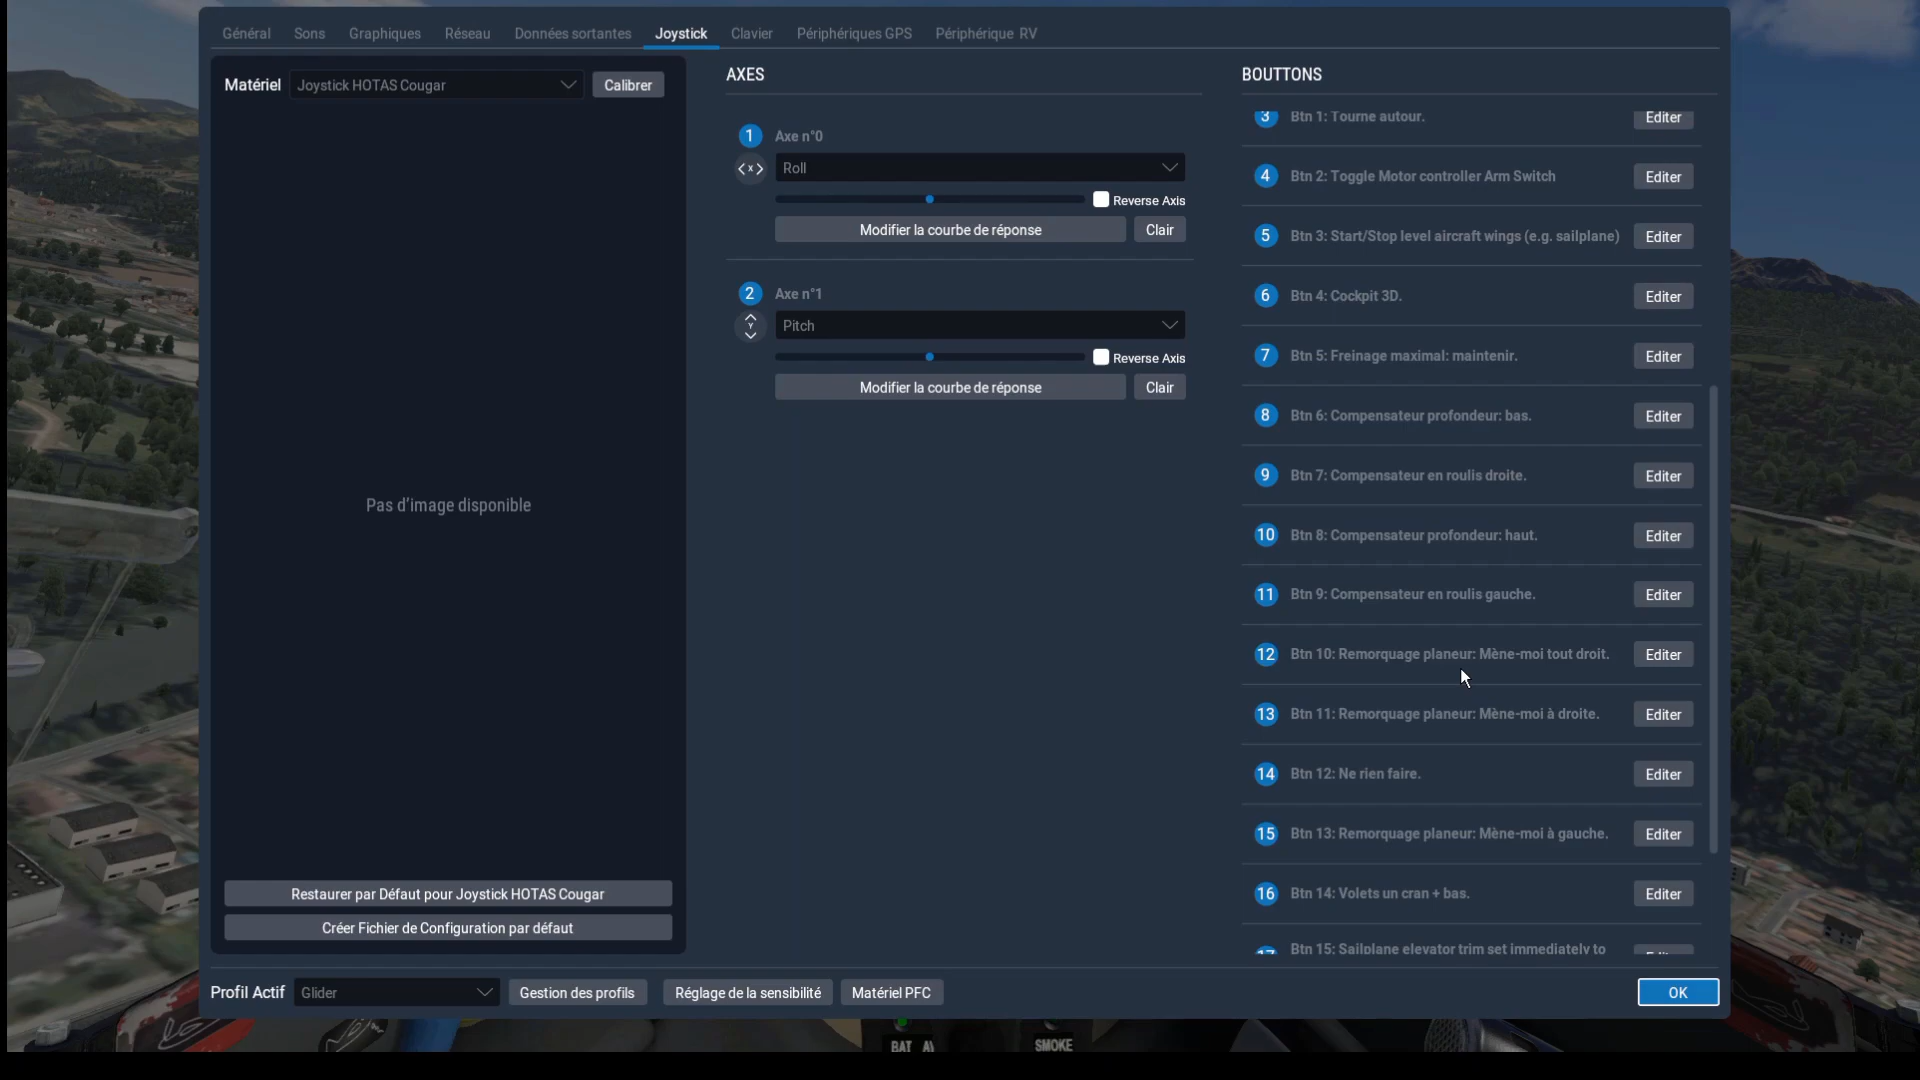 Général Sons Graphiques Réseau Données sortantes Joystick Clavier Périphériques GPS Périphérique RV
Matériel Joystick HOTAS Cougar Calibrer
Pas d'image disponible
Restaurer par Défaut pour Joystick HOTAS Cougar
Créer Fichier de Configuration par défaut
AXES
1 Axe n°0
X Roll
Reverse Axis
Modifier la courbe de réponse Clair
2 Axe n°1
Y Pitch
Reverse Axis
Modifier la courbe de réponse Clair
BOUTTONS
3 Btn 1: Tourne autour. Editer
4 Btn 2: Toggle Motor controller Arm Switch Editer
5 Btn 3: Start/Stop level aircraft wings (e.g. sailplane) Editer
6 Btn 4: Cockpit 3D. Editer
7 Btn 5: Freinage maximal: maintenir. Editer
8 Btn 6: Compensateur profondeur: bas. Editer
9 Btn 7: Compensateur en roulis droite. Editer
10 Btn 8: Compensateur profondeur: haut. Editer
11 Btn 9: Compensateur en roulis gauche. Editer
12 Btn 10: Remorquage planeur: Mène-moi tout droit. Editer
13 Btn 11: Remorquage planeur: Mène-moi à droite. Editer
14 Btn 12: Ne rien faire. Editer
15 Btn 13: Remorquage planeur: Mène-moi à gauche. Editer
16 Btn 14: Volets un cran + bas. Editer
Btn 15: Sailplane elevator trim set immediately to
Profil Actif Glider Gestion des profils Réglage de la sensibilité Matériel PFC OK
BAT SMOKE